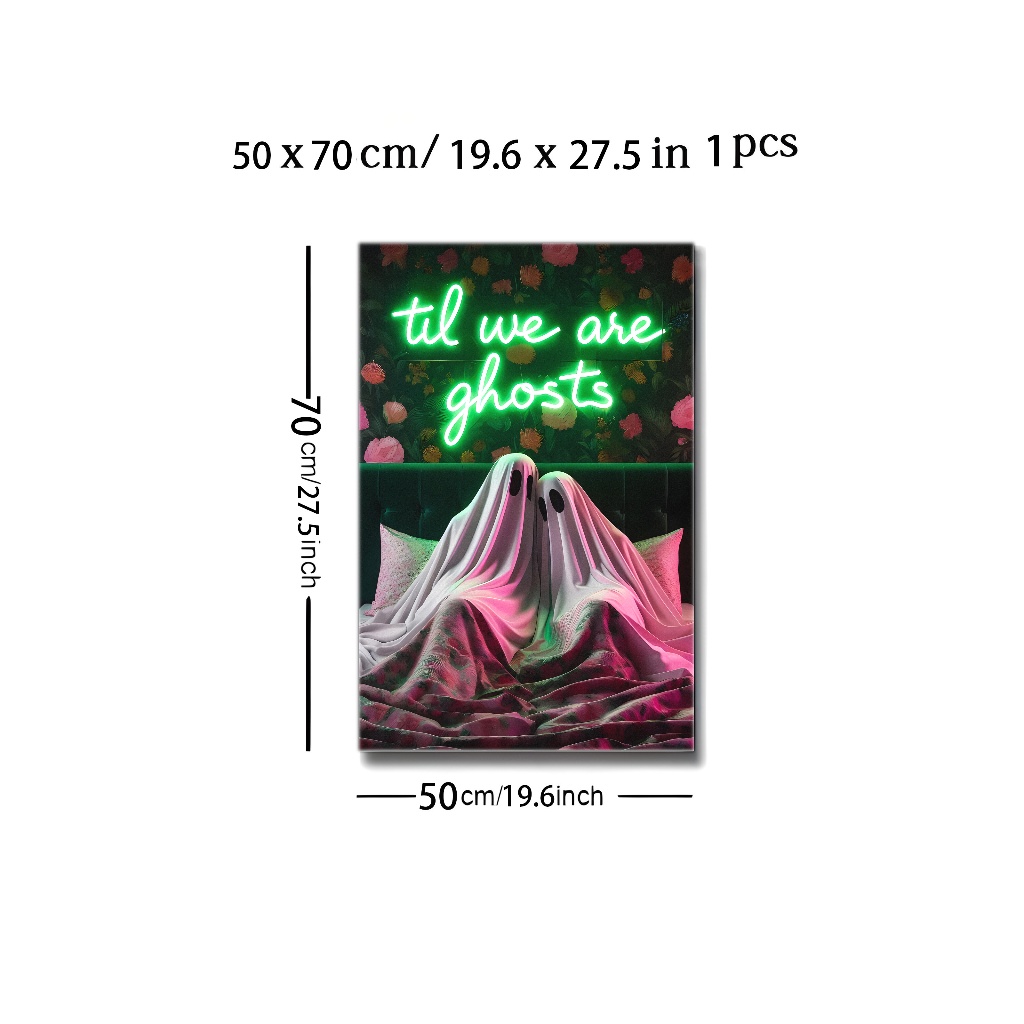 50 x 70 cm/ 19.6 x 27.5 in 1 pcs
til we are
ghosts
70cm/27.5inch
50cm/19.6inch